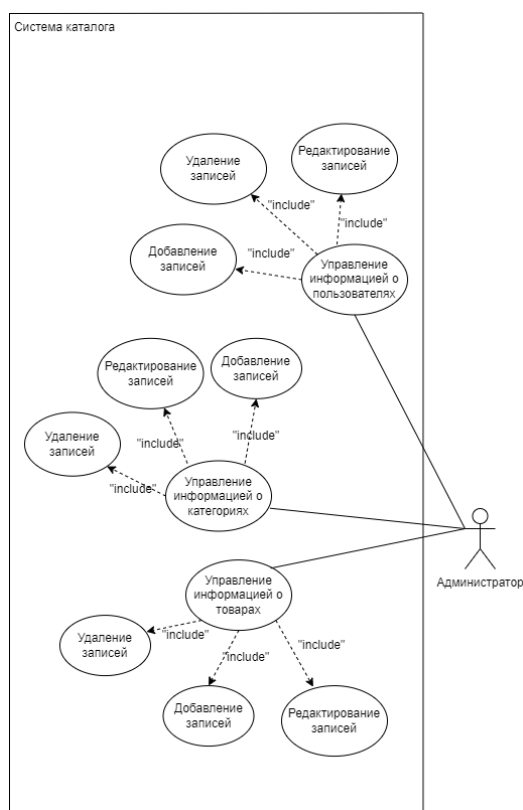 Система каталога
Редактирование
записей
Удаление
записей
"include"
"include"
Добавление
записей
"include"
Управление
информацией о
пользователях
Редактирование
записей
Добавление
записей
Удаление
записей
"include"
"include"
"include"
Управление
информацией о
категориях
Администратор
Управление
информацией о
товарах
Удаление
записей
"include"
"include"
"include"
Добавление
записей
Редактирование
записей